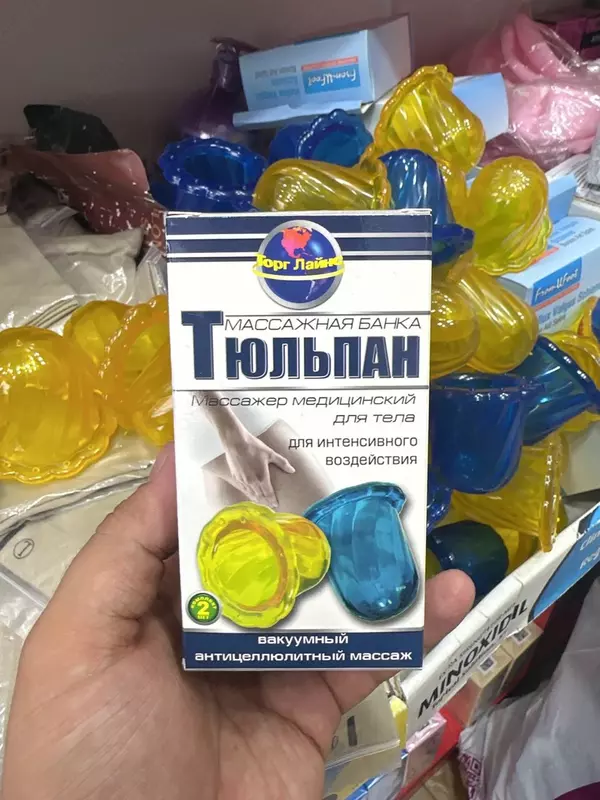 Торг Лайнс
МАССАЖНАЯ БАНКА
ТЮЛЬПАН
Массажер медицинский
для тела
для интенсивного
воздействия
2
вакуумный
антицеллюлитный массаж
MINOXIDIL